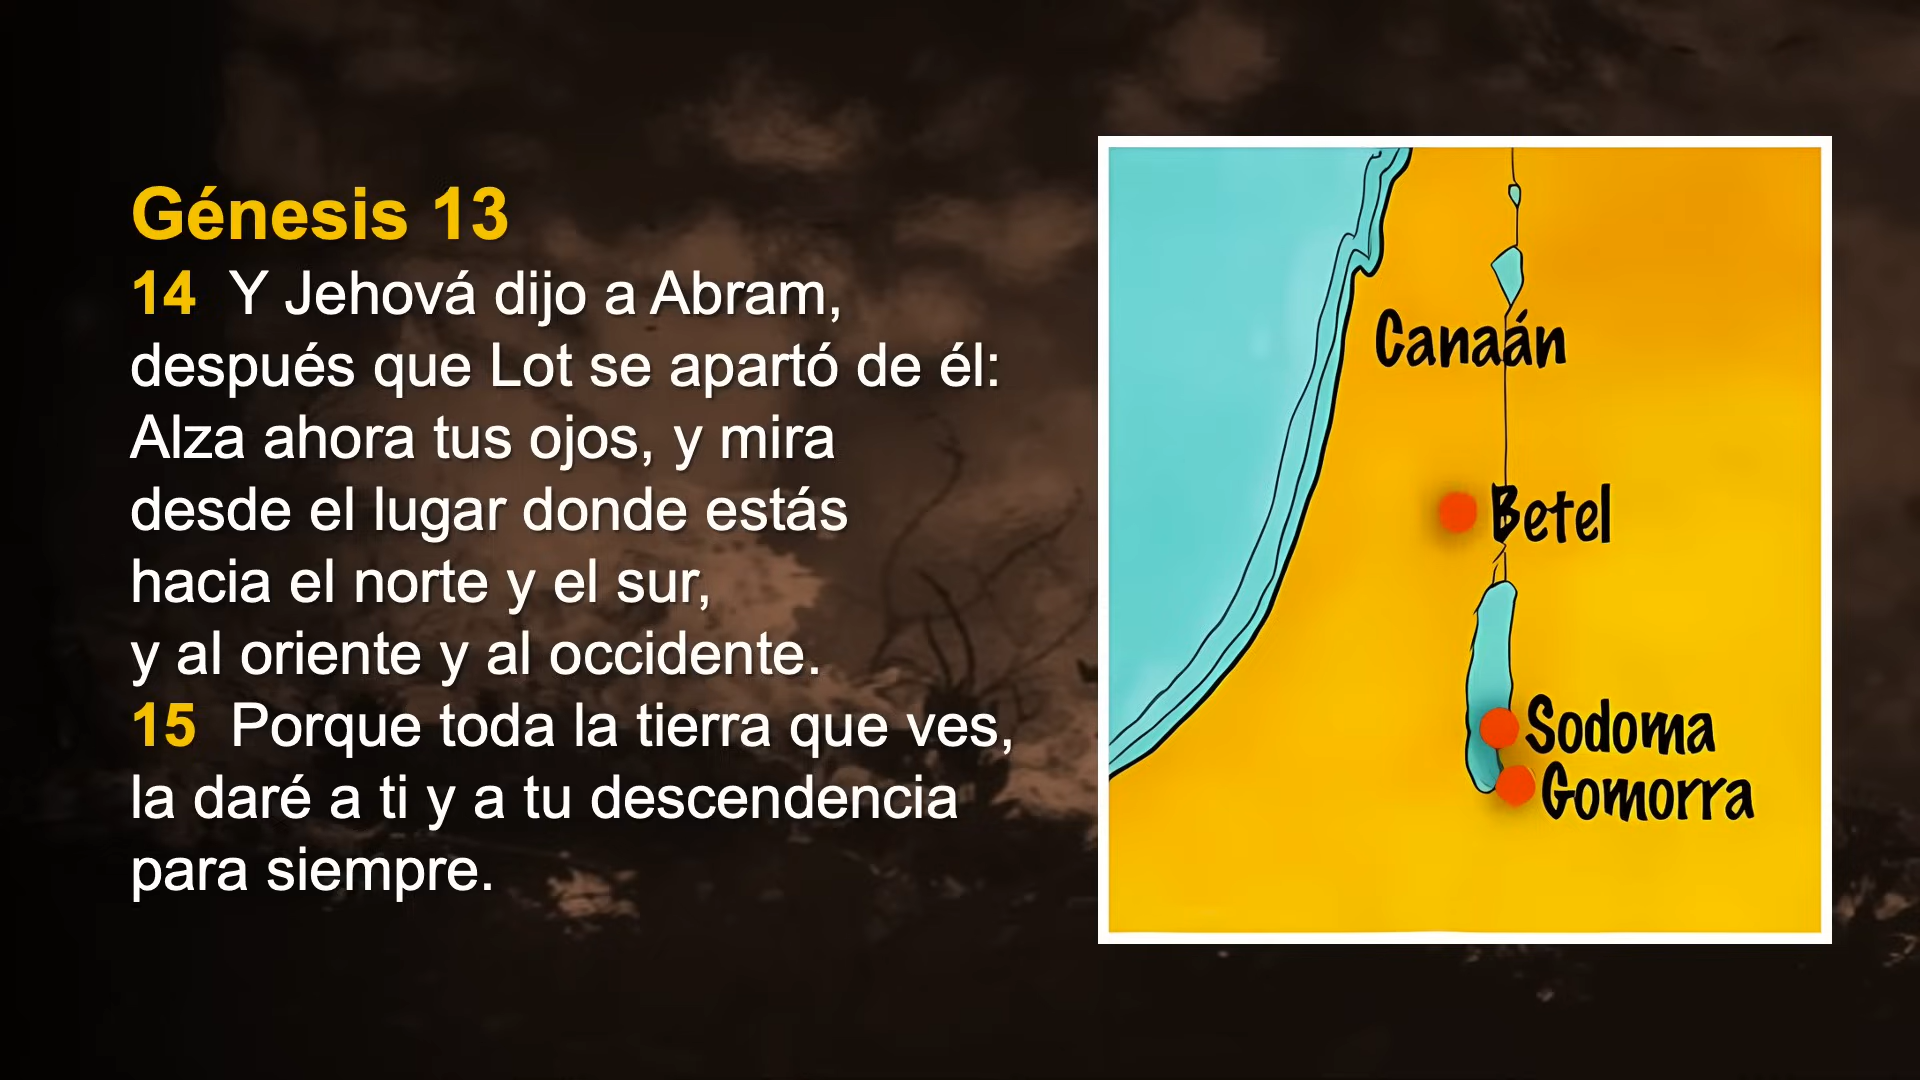 Génesis 13
14 Y Jehová dijo a Abram,
después que Lot se apartó de él:
Alza ahora tus ojos, y mira
desde el lugar donde estás
hacia el norte y el sur,
y al oriente y al occidente.
15 Porque toda la tierra que ves,
la daré a ti y a tu descendencia
para siempre.
Canaán
Betel
Sodoma
Gomorra